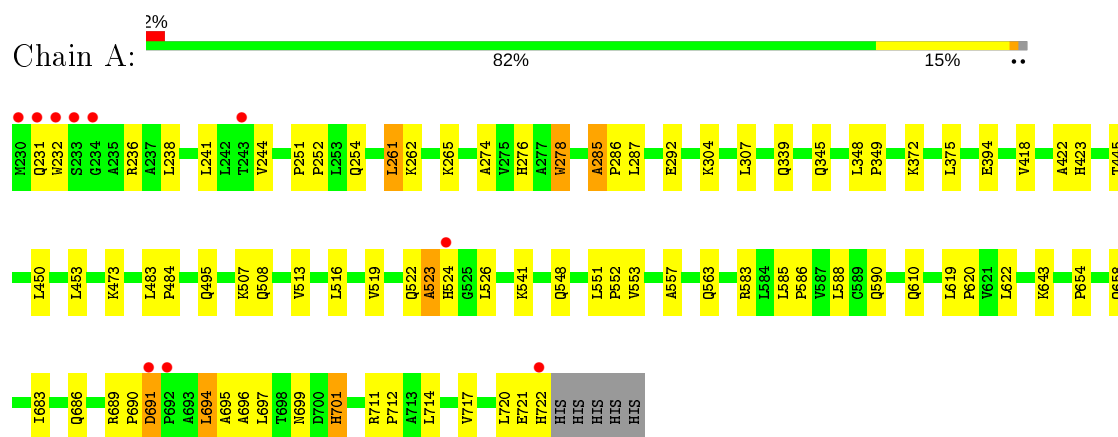 2%
Chain A:
82% 15% ••
M230 Q231 W232 S233 G234 A235 R236 A237 L238 L241 L242 T243 V244 P251 P252 L253 Q254 L261 K262 K265 A274 V275 H276 A277 W278 A285 P286 L287 E292 K304 L307 Q339 Q345 L348 P349 K372 L375 E394 V418 A422 H423 T445
L450 L453 K473 L483 P484 Q495 K507 Q508 V513 L516 V519 Q522 A523 H524 G525 L526 K541 Q548 L551 P552 V553 A557 Q563 R583 L584 L585 P586 V587 L588 C589 Q590 Q610 L619 P620 V621 L622 K643 P654
I683 Q686 R689 P690 D691 P692 A693 L694 A695 A696 L697 T698 N699 D700 H701 R711 P712 A713 L714 V717 L720 E721 H722 HIS HIS HIS HIS HIS